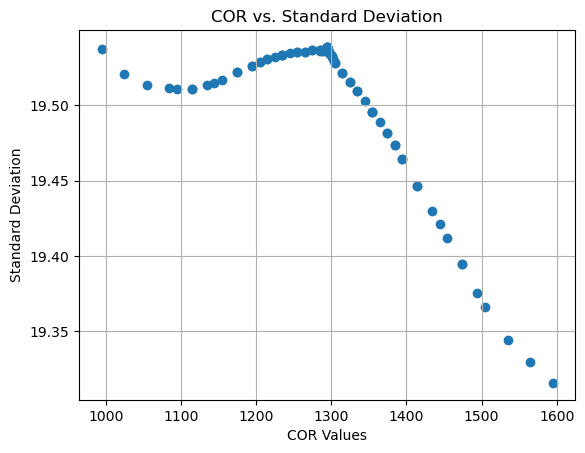 COR vs. Standard Deviation
Standard Deviation
19.50
19.45
19.40
19.35
1000 1100 1200 1300 1400 1500 1600
COR Values